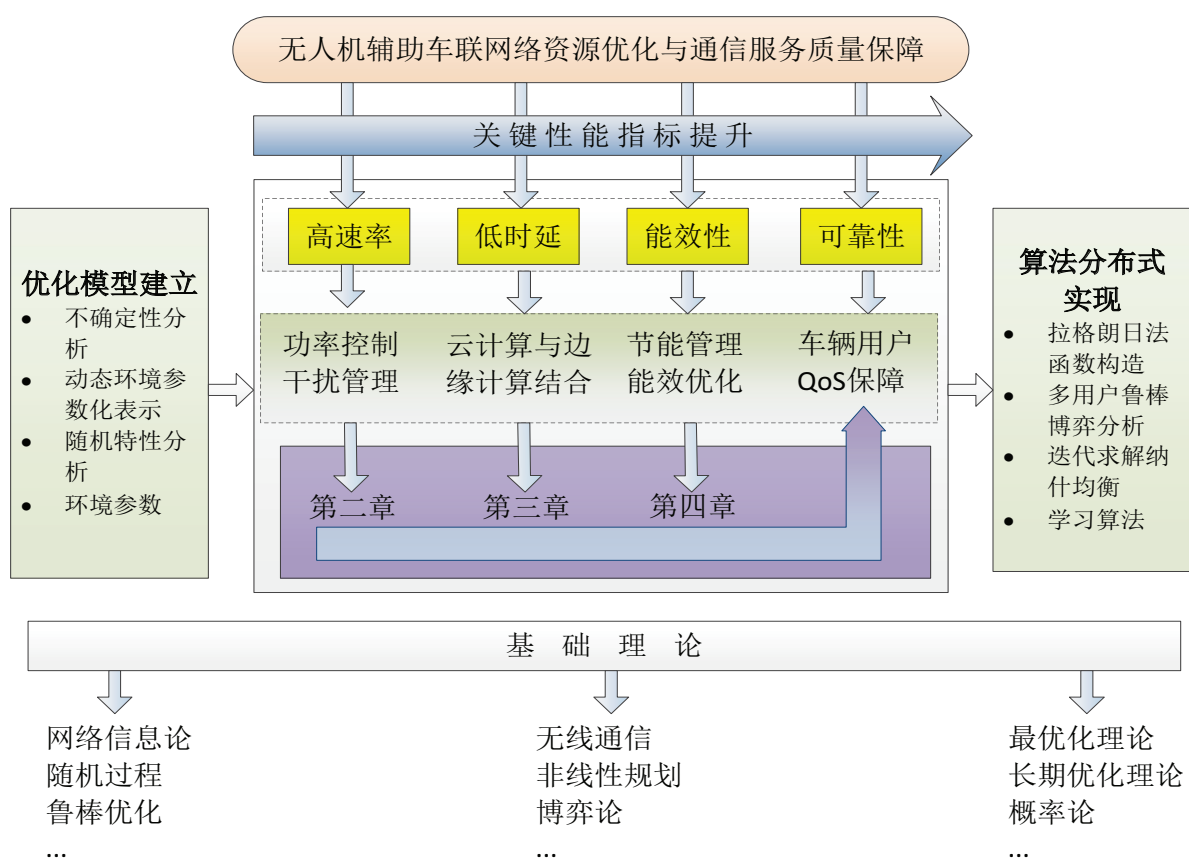 无人机辅助车联网络资源优化与通信服务质量保障
关键性能指标提升
高速率
低时延
能效性
可靠性
优化模型建立
● 不确定性分
析
● 动态环境参
数化表示
● 随机特性分
析
● 环境参数
功率控制
干扰管理
云计算与边
缘计算结合
节能管理
能效优化
车辆用户
QoS保障
第二章
第三章
第四章
算法分布式
实现
● 拉格朗日法
函数构造
● 多用户鲁棒
博弈分析
● 迭代求解纳
什均衡
● 学习算法
基 础 理 论
网络信息论
随机过程
鲁棒优化
...
无线通信
非线性规划
博弈论
...
最优化理论
长期优化理论
概率论
...